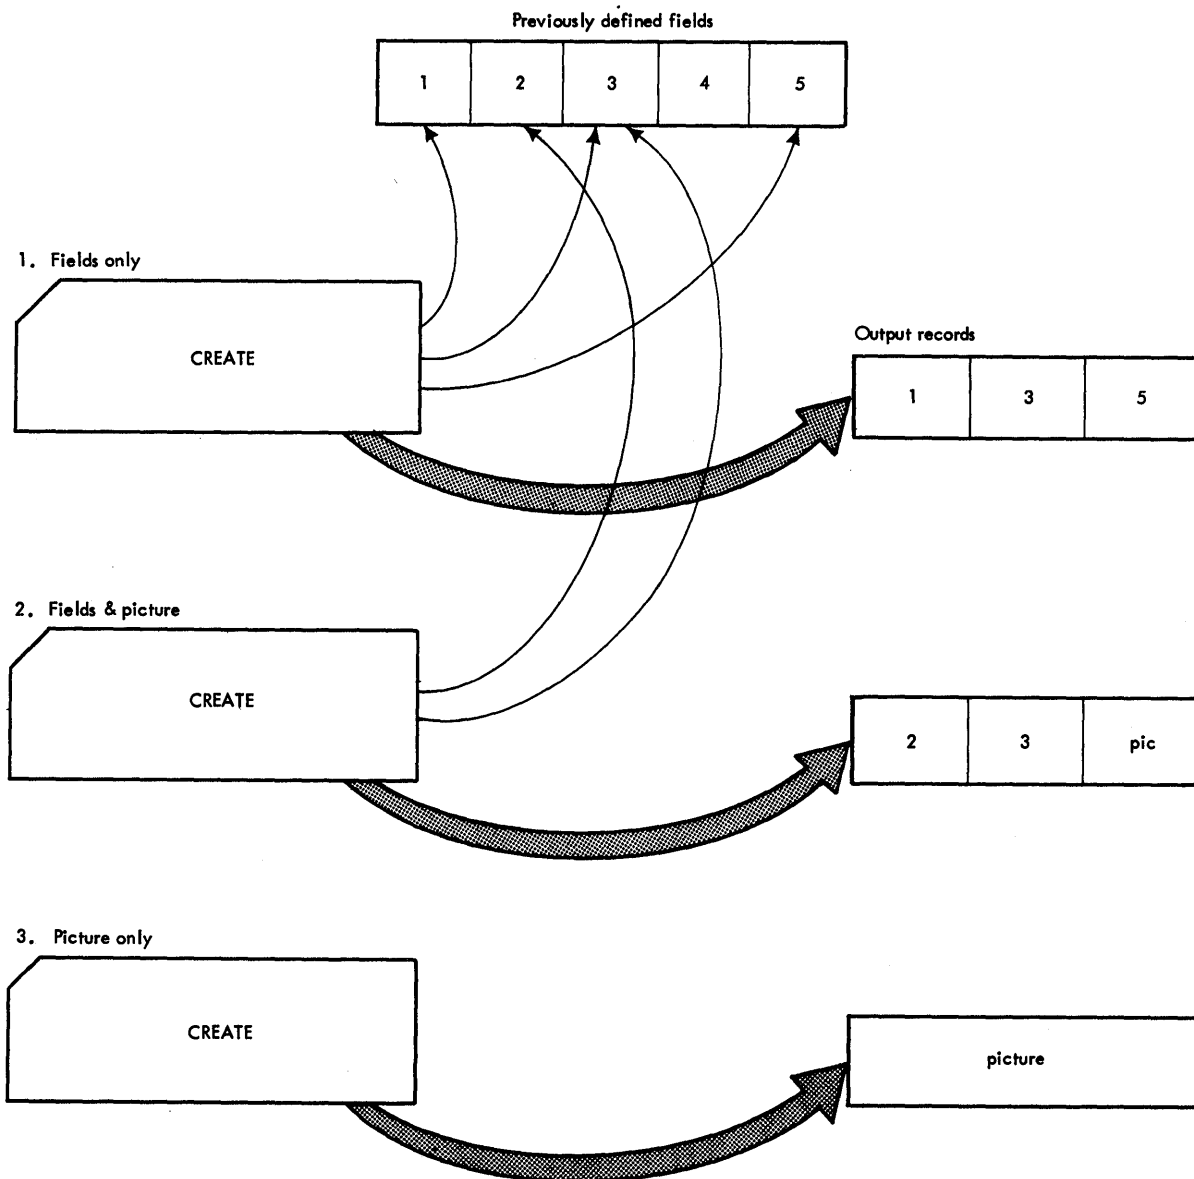 Previously defined fields
1 2 3 4 5
1. Fields only
CREATE
Output records
1 3 5
2. Fields & picture
CREATE
2 3 pic
3. Picture only
CREATE
picture